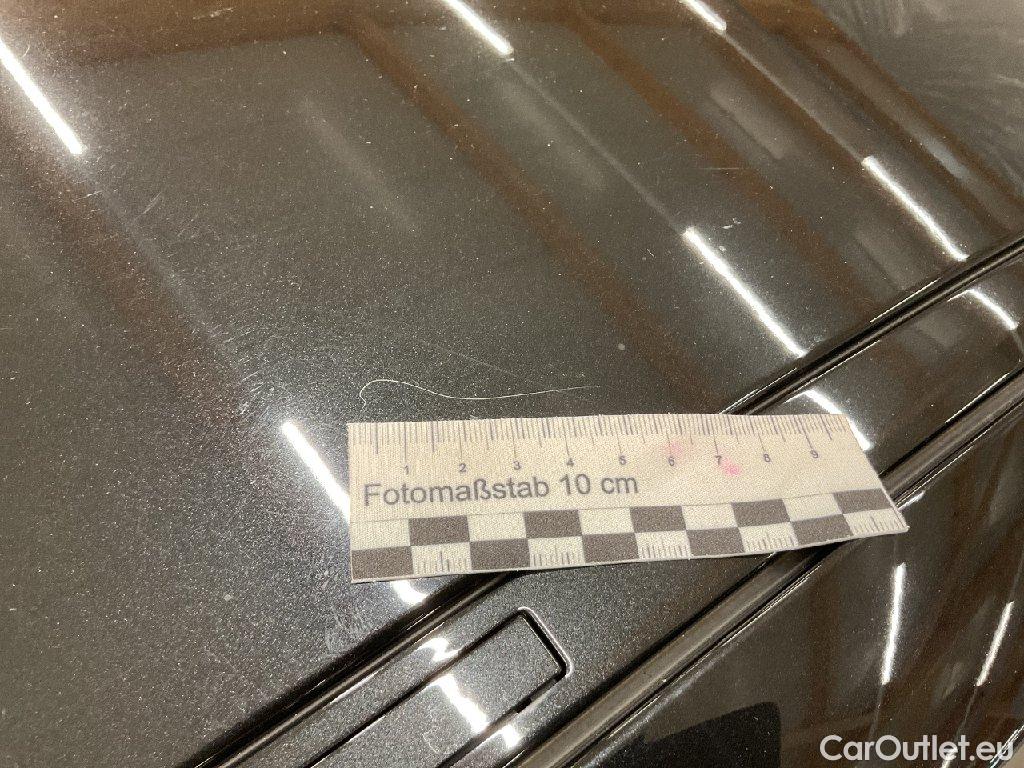 1 2 3 4 5 6 7 8 9
Fotomaßstab 10 cm
CarOutlet.eu